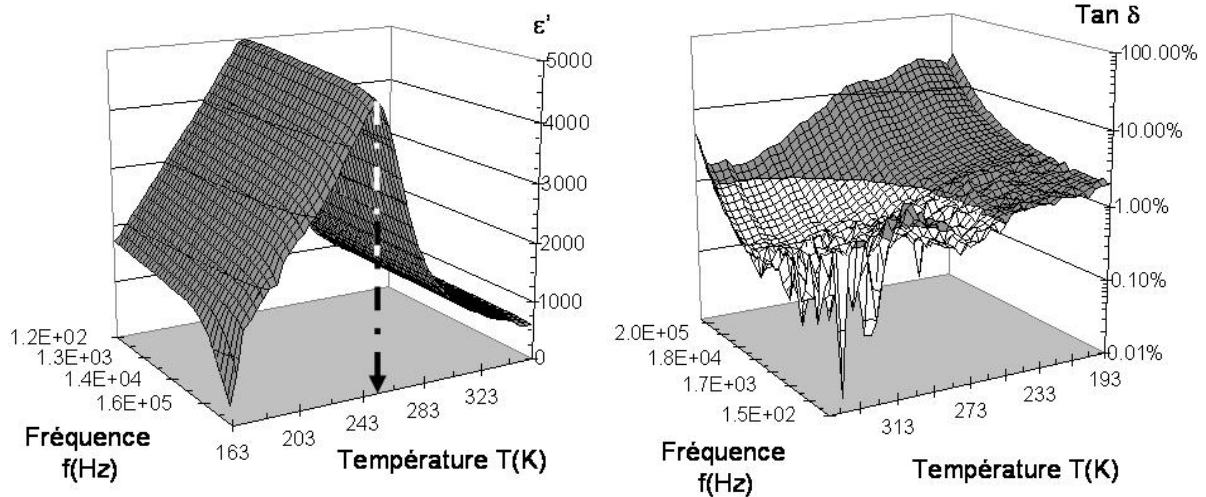 ε'
5000
4000
3000
2000
1000
0
1.2E+02
1.3E+03
1.4E+04
1.6E+05
Fréquence
f(Hz)
163
203
243
283
323
Température T(K)
Tan δ
100.00%
10.00%
1.00%
0.10%
0.01%
2.0E+05
1.8E+04
1.7E+03
1.5E+02
Fréquence
f(Hz)
313
273
233
193
Température T(K)